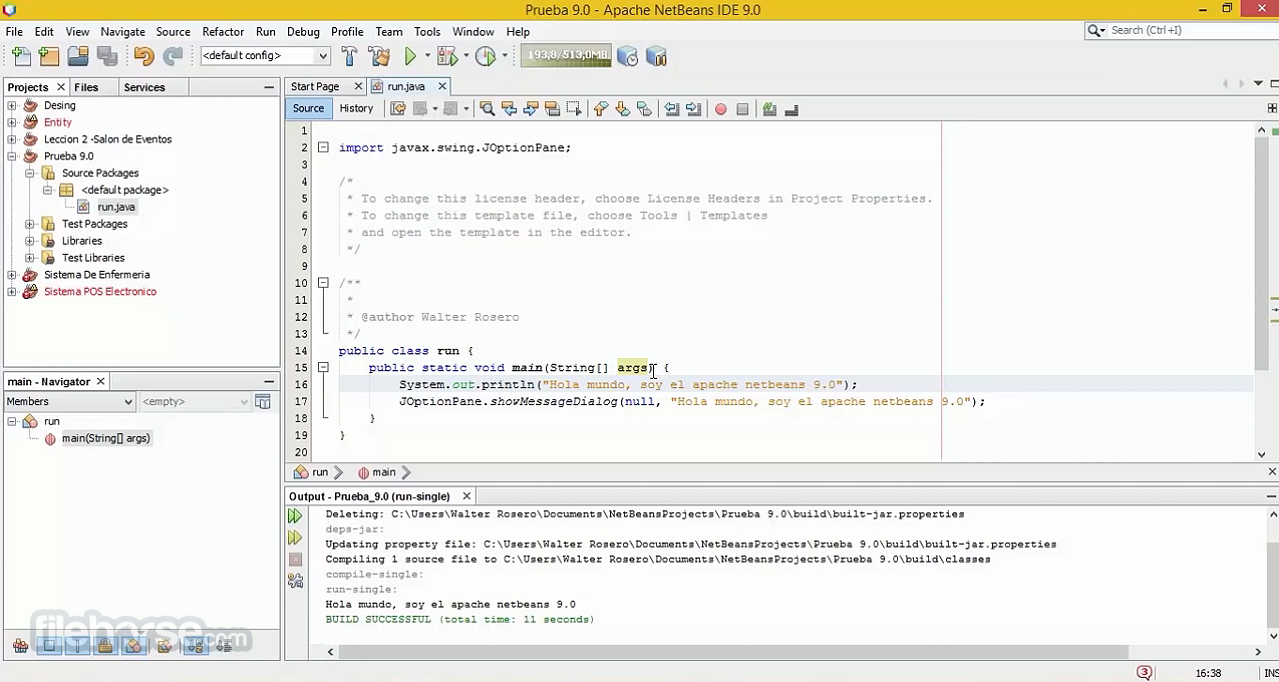 Prueba 9.0 - Apache NetBeans IDE 9.0
File Edit View Navigate Source Refactor Run Debug Profile Team Tools Window Help
Search (Ctrl+I)
<default config>
193,8/513,0MB
Projects Files Services
Start Page run.java
Source History
Desing
Entity
Leccion 2 -Salon de Eventos
Prueba 9.0
Source Packages
<default package>
run.java
Test Packages
Libraries
Test Libraries
Sistema De Enfermeria
Sistema POS Electronico
1
2 import javax.swing.JOptionPane;
3
4 /*
5 * To change this license header, choose License Headers in Project Properties.
6 * To change this template file, choose Tools | Templates
7 * and open the template in the editor.
8 */
9
10 /**
11 *
12 * @author Walter Rosero
13 */
14 public class run {
15 public static void main(String[] args) {
16 System.out.println("Hola mundo, soy el apache netbeans 9.0");
17 JOptionPane.showMessageDialog(null, "Hola mundo, soy el apache netbeans 9.0");
18 }
19 }
20
run main
main - Navigator
Members <empty>
run
main(String[] args)
Output - Prueba_9.0 (run-single)
Deleting: C:\Users\Walter Rosero\Documents\NetBeansProjects\Prueba 9.0\build\built-jar.properties
deps-jar:
Updating property file: C:\Users\Walter Rosero\Documents\NetBeansProjects\Prueba 9.0\build\built-jar.properties
Compiling 1 source file to C:\Users\Walter Rosero\Documents\NetBeansProjects\Prueba 9.0\build\classes
compile-single:
run-single:
Hola mundo, soy el apache netbeans 9.0
BUILD SUCCESSFUL (total time: 11 seconds)
filehorse.com
3
16:38
INS